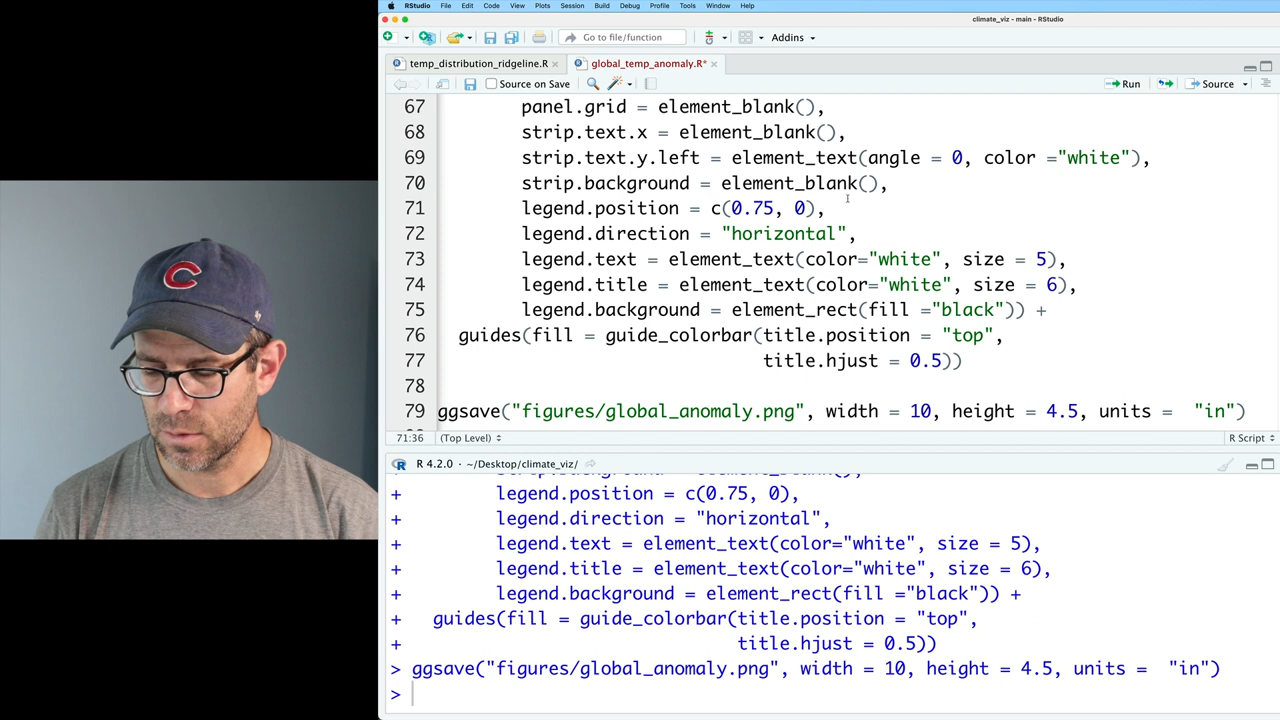 RStudio File Edit Code View Plots Session Build Debug Profile Tools Window Help
climate_viz - main - RStudio
Go to file/function Addins
temp_distribution_ridgeline.R × global_temp_anomaly.R* ×
Source on Save Run Source
67 panel.grid = element_blank(),
68 strip.text.x = element_blank(),
69 strip.text.y.left = element_text(angle = 0, color ="white"),
70 strip.background = element_blank(),
71 legend.position = c(0.75, 0),
72 legend.direction = "horizontal",
73 legend.text = element_text(color="white", size = 5),
74 legend.title = element_text(color="white", size = 6),
75 legend.background = element_rect(fill ="black")) +
76 guides(fill = guide_colorbar(title.position = "top",
77 title.hjust = 0.5))
78
79 ggsave("figures/global_anomaly.png", width = 10, height = 4.5, units =  "in")
71:36 (Top Level) R Script
C
R R 4.2.0 · ~/Desktop/climate_viz/
+ legend.position = c(0.75, 0),
+ legend.direction = "horizontal",
+ legend.text = element_text(color="white", size = 5),
+ legend.title = element_text(color="white", size = 6),
+ legend.background = element_rect(fill ="black")) +
+ guides(fill = guide_colorbar(title.position = "top",
+ title.hjust = 0.5))
> ggsave("figures/global_anomaly.png", width = 10, height = 4.5, units =  "in")
>